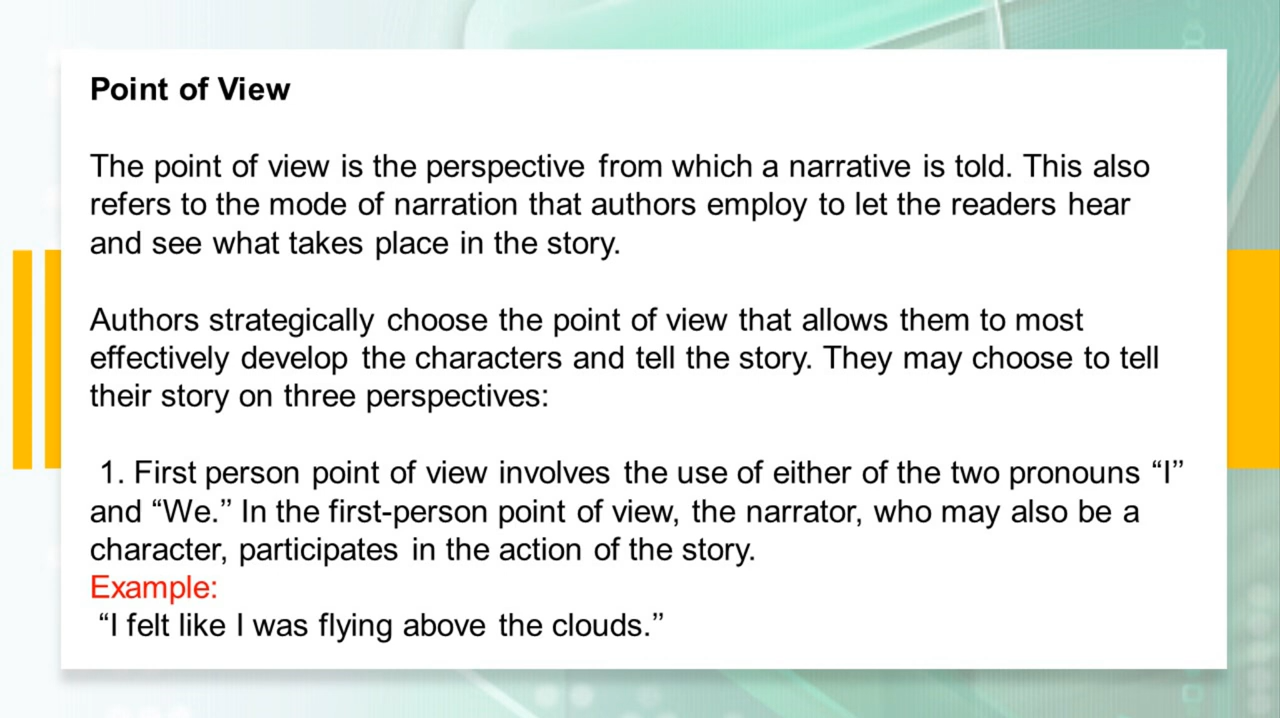 Point of View
The point of view is the perspective from which a narrative is told. This also
refers to the mode of narration that authors employ to let the readers hear
and see what takes place in the story.
Authors strategically choose the point of view that allows them to most
effectively develop the characters and tell the story. They may choose to tell
their story on three perspectives:
1. First person point of view involves the use of either of the two pronouns “I”
and “We.” In the first-person point of view, the narrator, who may also be a
character, participates in the action of the story.
Example:
“I felt like I was flying above the clouds.”